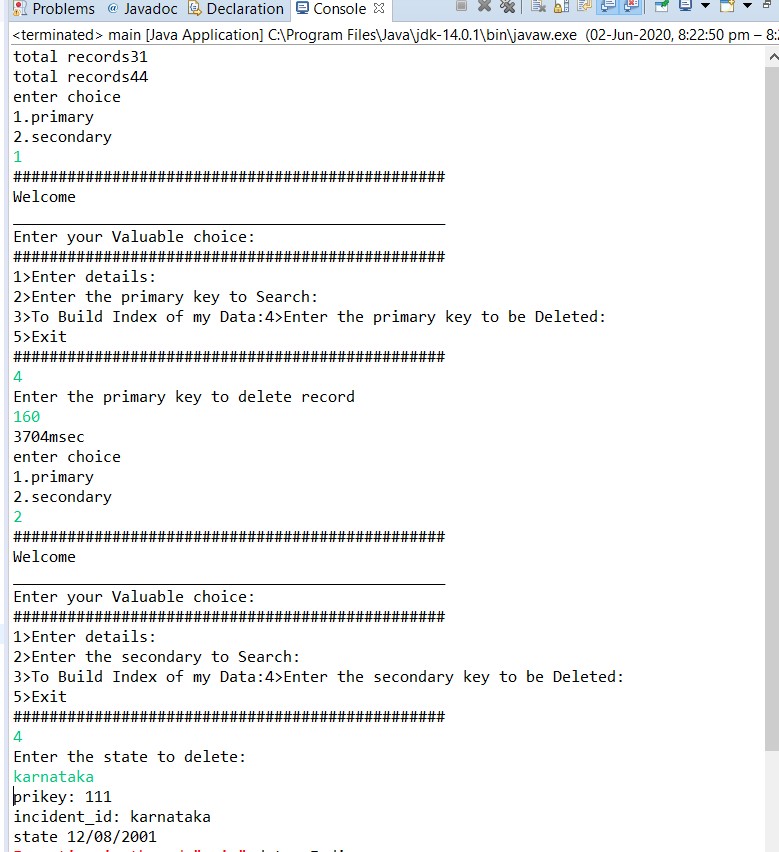 Problems @ Javadoc Declaration Console
<terminated> main [Java Application] C:\Program Files\Java\jdk-14.0.1\bin\javaw.exe (02-Jun-2020, 8:22:50 pm – 8:2
total records31
total records44
enter choice
1.primary
2.secondary
1
################################################
Welcome
________________________________________________
Enter your Valuable choice:
################################################
1>Enter details:
2>Enter the primary key to Search:
3>To Build Index of my Data:4>Enter the primary key to be Deleted:
5>Exit
################################################
4
Enter the primary key to delete record
160
3704msec
enter choice
1.primary
2.secondary
2
################################################
Welcome
________________________________________________
Enter your Valuable choice:
################################################
1>Enter details:
2>Enter the secondary to Search:
3>To Build Index of my Data:4>Enter the secondary key to be Deleted:
5>Exit
################################################
4
Enter the state to delete:
karnataka
prikey: 111
incident_id: karnataka
state 12/08/2001